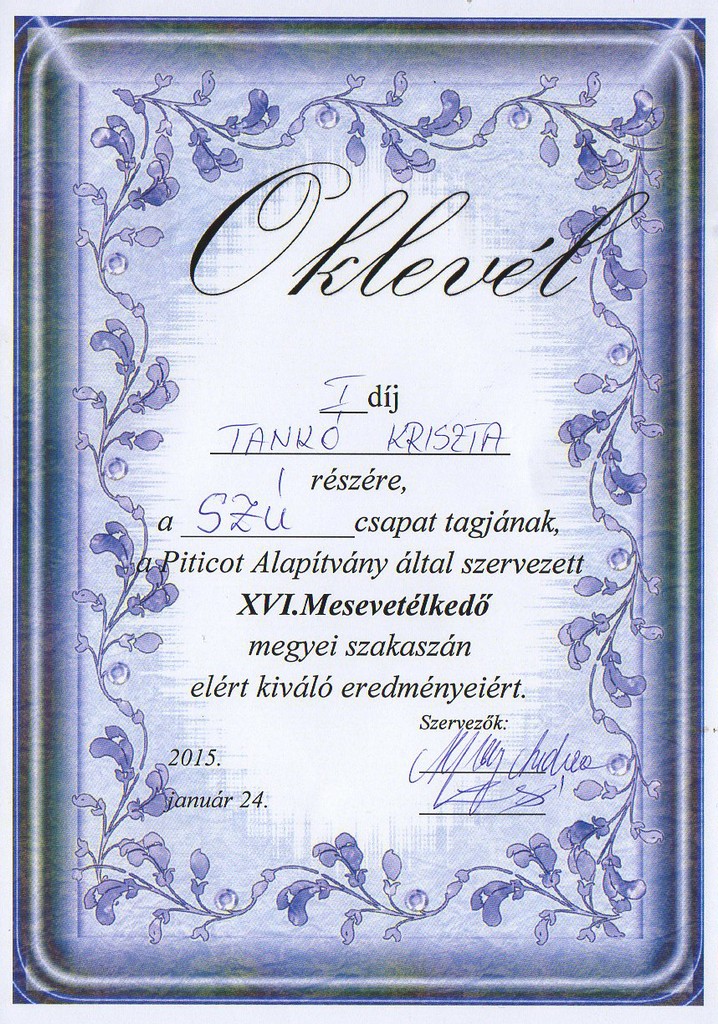 Oklevél
I díj
TANKÓ KRISZTA
részére,
a SZÚ csapat tagjának,
a Piticot Alapítvány által szervezett
XVI.Mesevetélkedő
megyei szakaszán
elért kiváló eredményeiért.
Szervezők:
2015.
január 24.